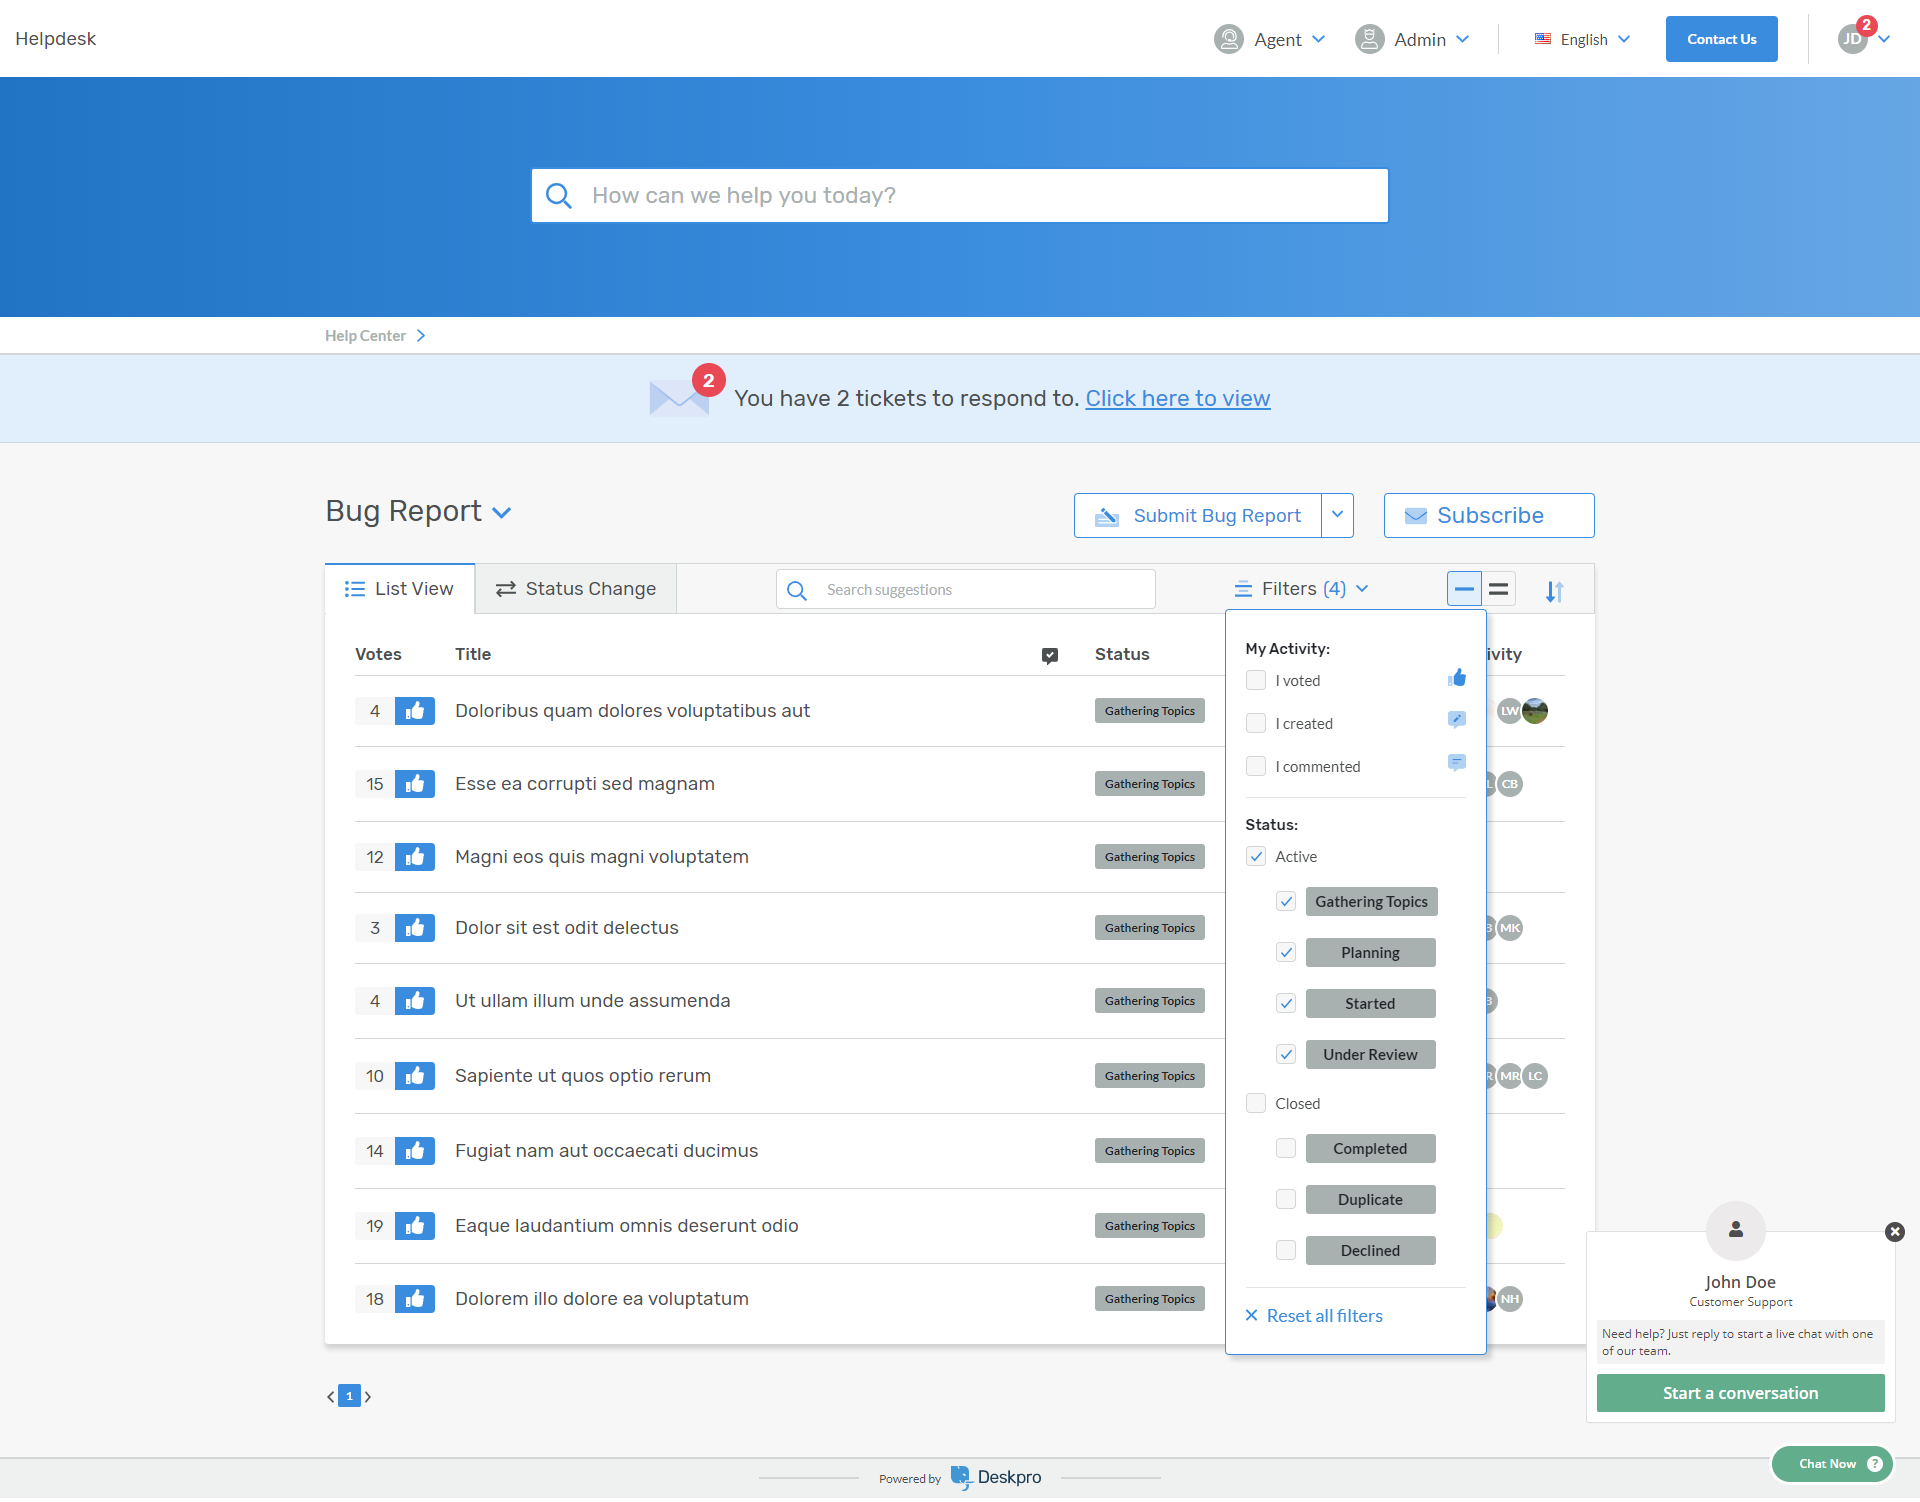 Helpdesk
Agent
Admin
English
Contact Us
JD
2
How can we help you today?
Help Center
2
You have 2 tickets to respond to. Click here to view
Bug Report
Submit Bug Report
Subscribe
List View
Status Change
Search suggestions
Filters (4)
Votes
Title
Status
ivity
4
Doloribus quam dolores voluptatibus aut
Gathering Topics
LW
15
Esse ea corrupti sed magnam
Gathering Topics
L
CB
12
Magni eos quis magni voluptatem
Gathering Topics
3
Dolor sit est odit delectus
Gathering Topics
MK
4
Ut ullam illum unde assumenda
Gathering Topics
10
Sapiente ut quos optio rerum
Gathering Topics
R
MR
LC
14
Fugiat nam aut occaecati ducimus
Gathering Topics
19
Eaque laudantium omnis deserunt odio
Gathering Topics
18
Dolorem illo dolore ea voluptatum
Gathering Topics
NH
My Activity:
I voted
I created
I commented
Status:
Active
Gathering Topics
Planning
Started
Under Review
Closed
Completed
Duplicate
Declined
Reset all filters
1
John Doe
Customer Support
Need help? Just reply to start a live chat with one
of our team.
Start a conversation
Chat Now
?
Powered by
Deskpro